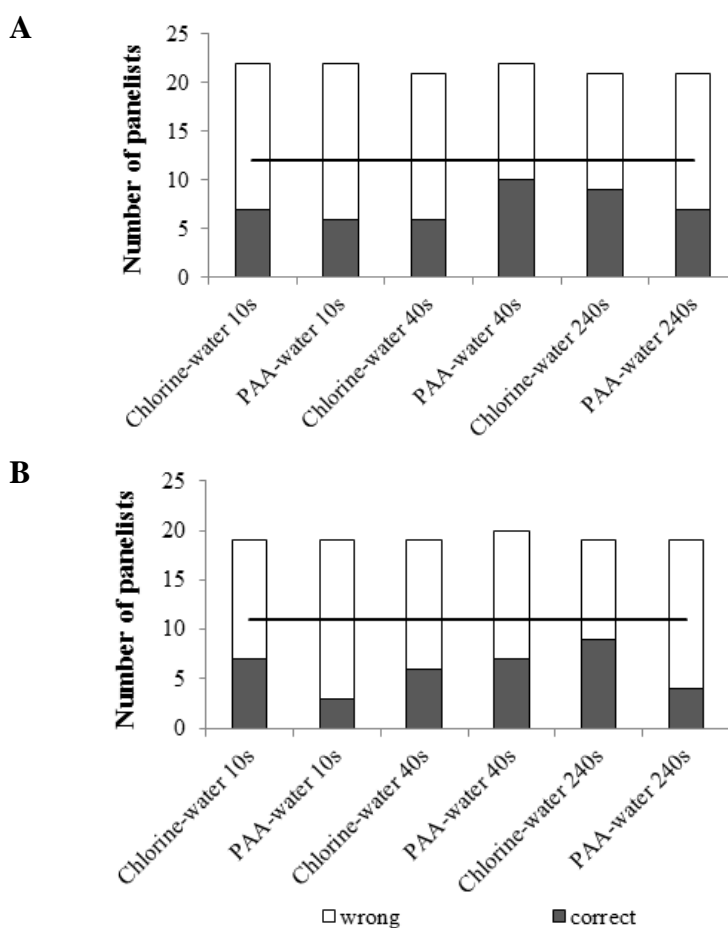 A
Number of panelists
25
20
15
10
5
0
Chlorine-water 10s
PAA-water 10s
Chlorine-water 40s
PAA-water 40s
Chlorine-water 240s
PAA-water 240s
B
Number of panelists
25
20
15
10
5
0
Chlorine-water 10s
PAA-water 10s
Chlorine-water 40s
PAA-water 40s
Chlorine-water 240s
PAA-water 240s
wrong correct